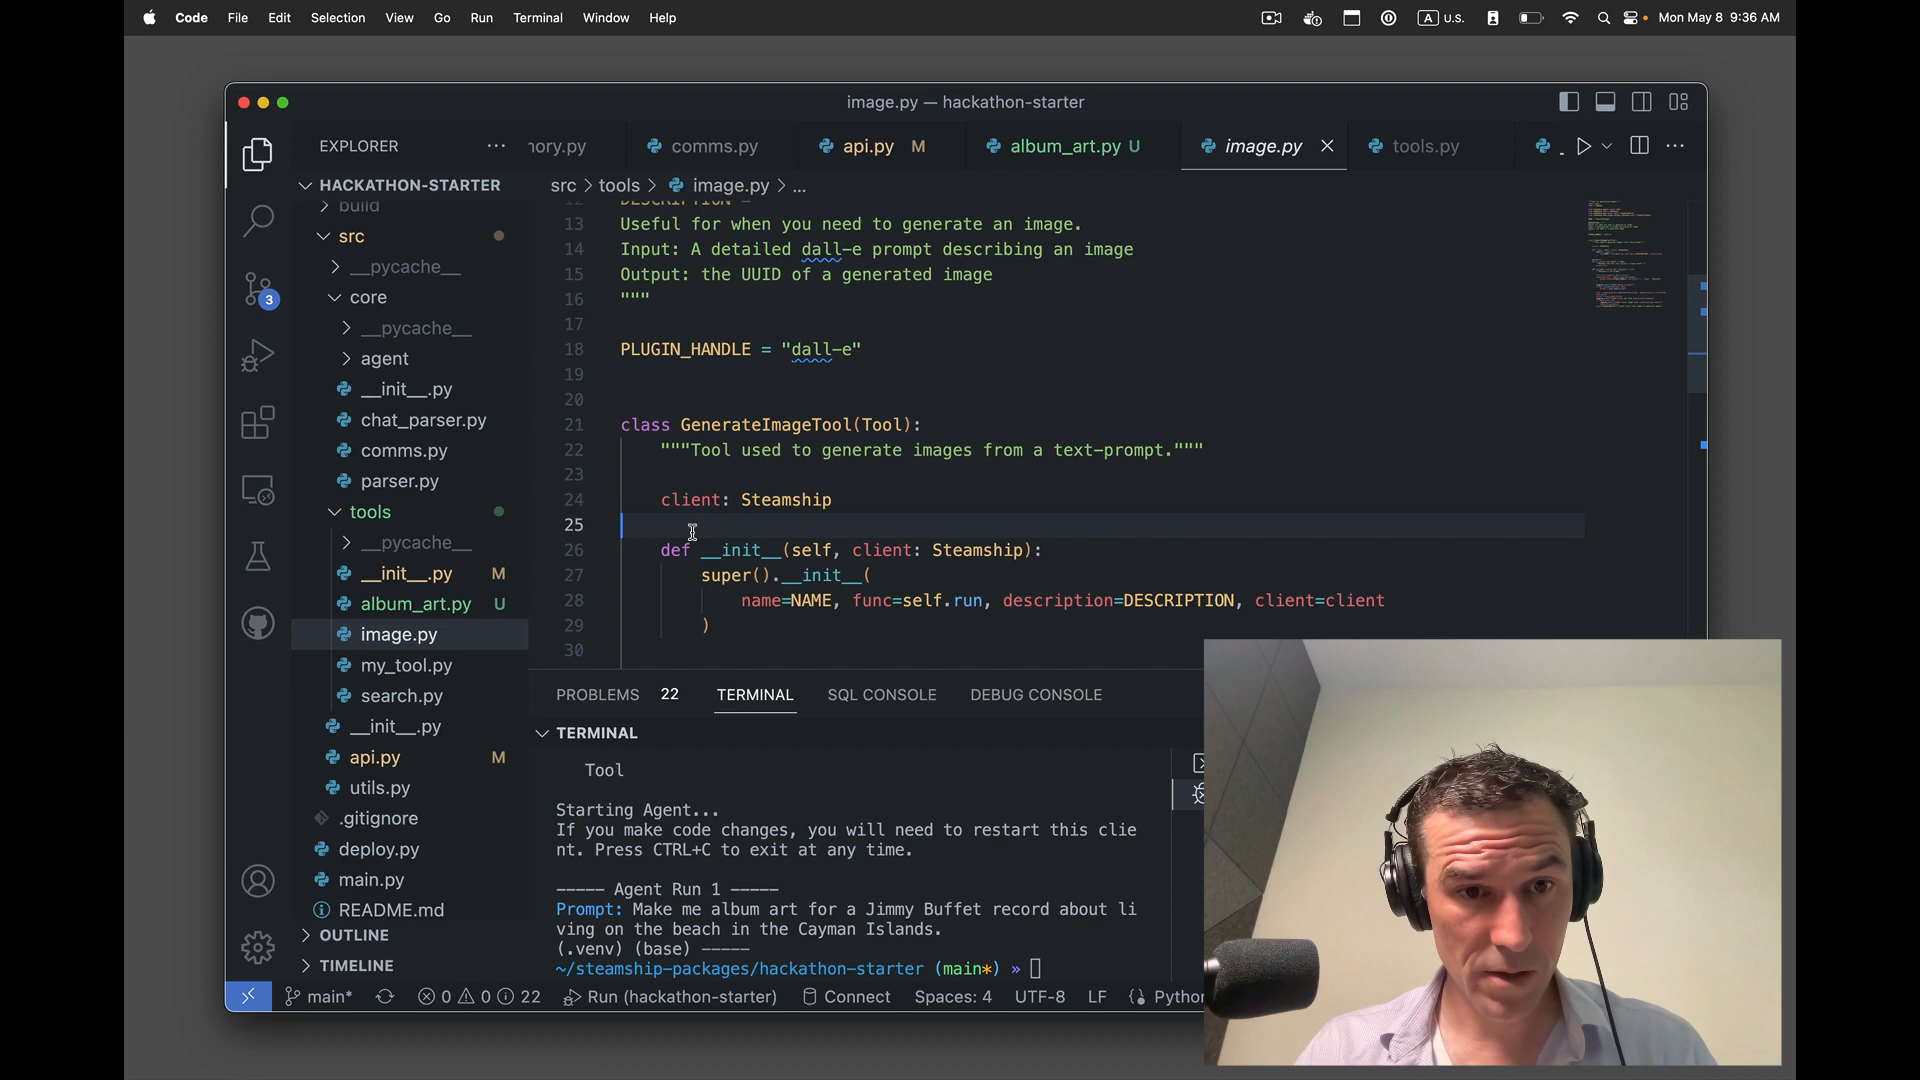 Code File Edit Selection View Go Run Terminal Window Help
A U.S. Mon May 8 9:36 AM
image.py — hackathon-starter
EXPLORER
ory.py
comms.py
api.py M
album_art.py U
image.py
tools.py
HACKATHON-STARTER
src > tools > image.py > ...
build
src
__pycache__
core
__pycache__
agent
__init__.py
chat_parser.py
comms.py
parser.py
tools
__pycache__
__init__.py M
album_art.py U
image.py
my_tool.py
search.py
__init__.py
api.py M
utils.py
.gitignore
deploy.py
main.py
README.md
OUTLINE
TIMELINE
3
12 DESCRIPTION =
13 Useful for when you need to generate an image.
14 Input: A detailed dall-e prompt describing an image
15 Output: the UUID of a generated image
16 """
17
18 PLUGIN_HANDLE = "dall-e"
19
20
21 class GenerateImageTool(Tool):
22 """Tool used to generate images from a text-prompt."""
23
24 client: Steamship
25
26 def __init__(self, client: Steamship):
27 super().__init__(
28 name=NAME, func=self.run, description=DESCRIPTION, client=client
29 )
30
PROBLEMS 22 TERMINAL SQL CONSOLE DEBUG CONSOLE
TERMINAL
Tool
Starting Agent...
If you make code changes, you will need to restart this clie
nt. Press CTRL+C to exit at any time.
----- Agent Run 1 -----
Prompt: Make me album art for a Jimmy Buffet record about li
ving on the beach in the Cayman Islands.
(.venv) (base) -----
~/steamship-packages/hackathon-starter (main*) »
main* 0 0 22 Run (hackathon-starter) Connect Spaces: 4 UTF-8 LF Pytho